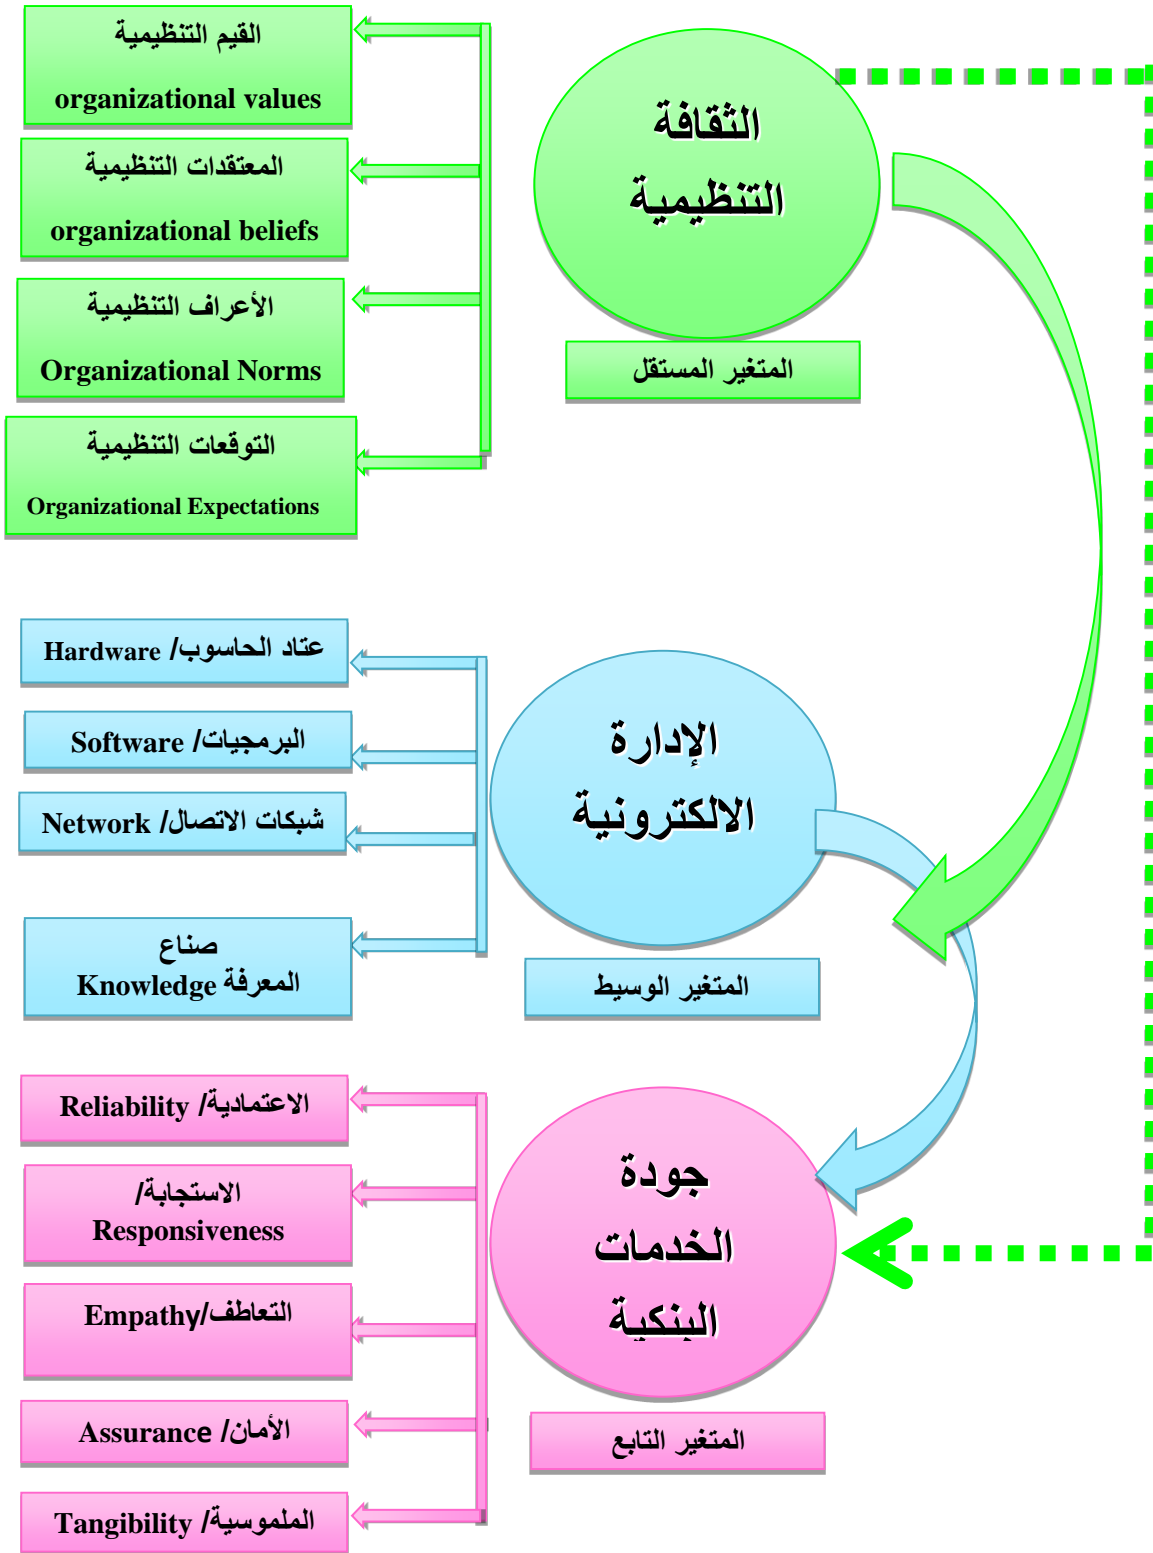 الثقافة
التنظيمية
المتغير المستقل
القيم التنظيمية
organizational values
المعتقدات التنظيمية
organizational beliefs
الأعراف التنظيمية
Organizational Norms
التوقعات التنظيمية
Organizational Expectations
الإدارة
الالكترونية
المتغير الوسيط
عتاد الحاسوب/ Hardware
البرمجيات/ Software
شبكات الاتصال/ Network
صناع
المعرفة Knowledge
جودة
الخدمات
البنكية
المتغير التابع
الاعتمادية/ Reliability
الاستجابة/
Responsiveness
التعاطف/Empathy
الأمان/ Assurance
الملموسية/ Tangibility